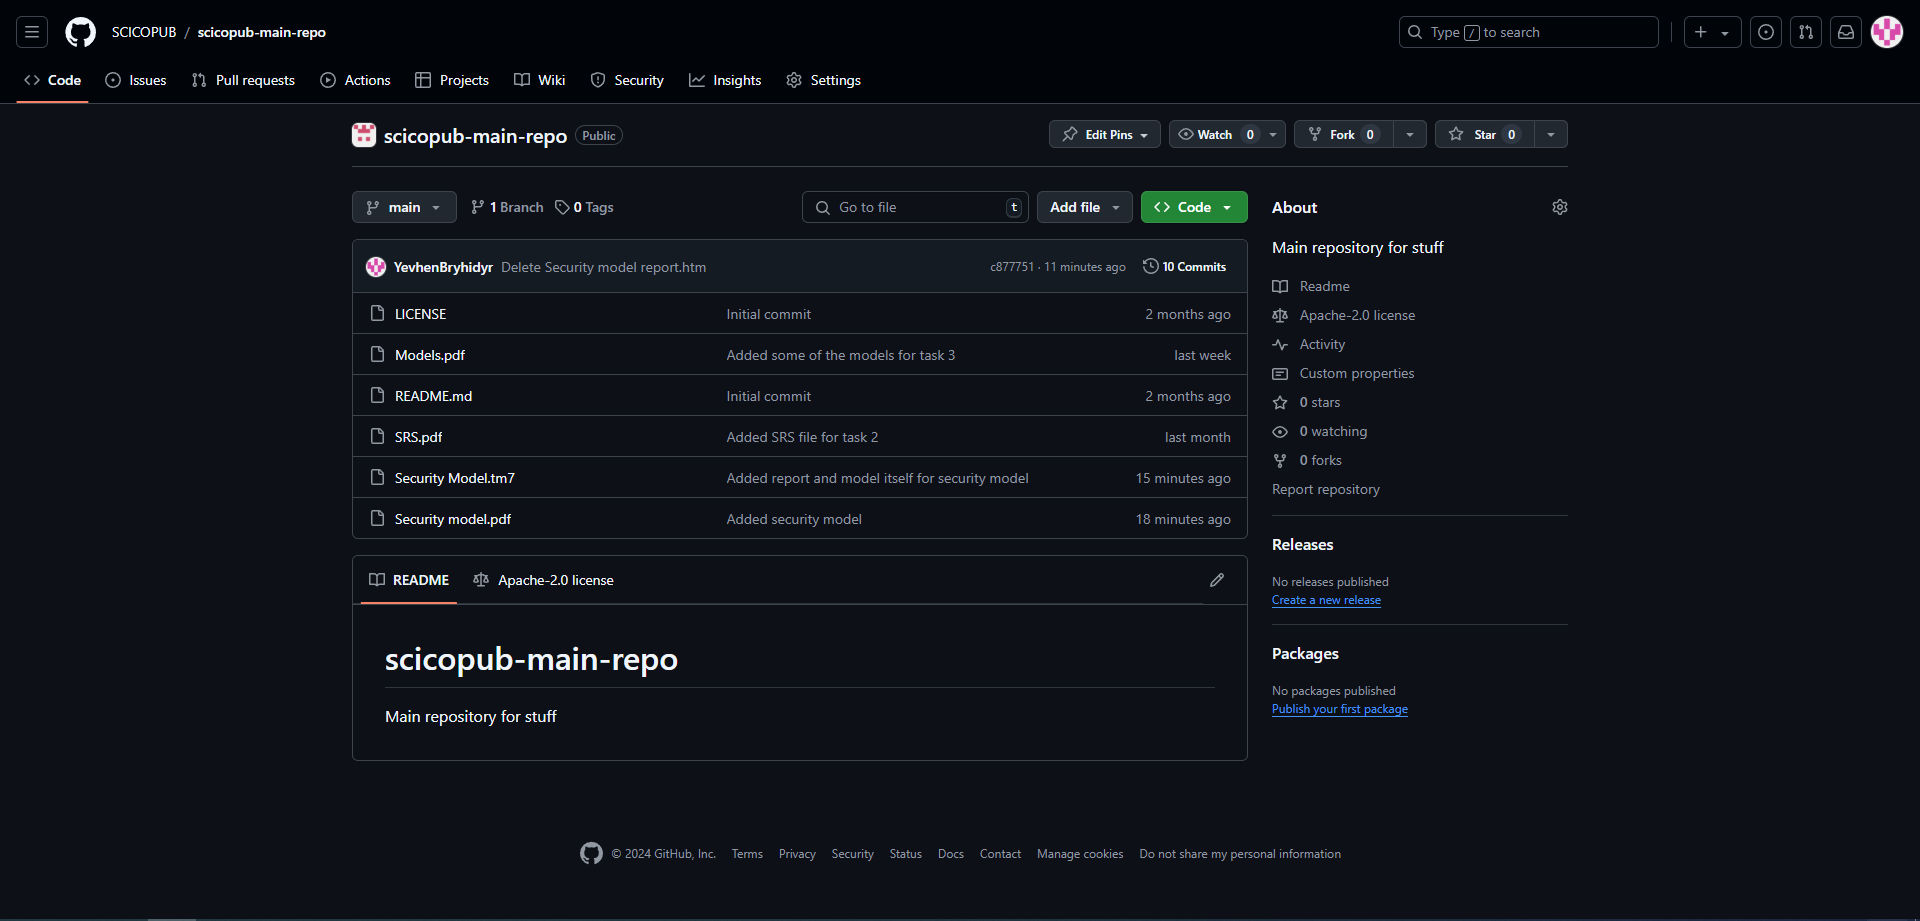 SCICOPUB / scicopub-main-repo
Type / to search
Code Issues Pull requests Actions Projects Wiki Security Insights Settings
scicopub-main-repo Public
Edit Pins Watch 0 Fork 0 Star 0
main 1 Branch 0 Tags Go to file t Add file Code
YevhenBryhidyr Delete Security model report.htm c877751 · 11 minutes ago 10 Commits
LICENSE Initial commit 2 months ago
Models.pdf Added some of the models for task 3 last week
README.md Initial commit 2 months ago
SRS.pdf Added SRS file for task 2 last month
Security Model.tm7 Added report and model itself for security model 15 minutes ago
Security model.pdf Added security model 18 minutes ago
README Apache-2.0 license
scicopub-main-repo
Main repository for stuff
About
Main repository for stuff
Readme
Apache-2.0 license
Activity
Custom properties
0 stars
0 watching
0 forks
Report repository
Releases
No releases published
Create a new release
Packages
No packages published
Publish your first package
© 2024 GitHub, Inc. Terms Privacy Security Status Docs Contact Manage cookies Do not share my personal information